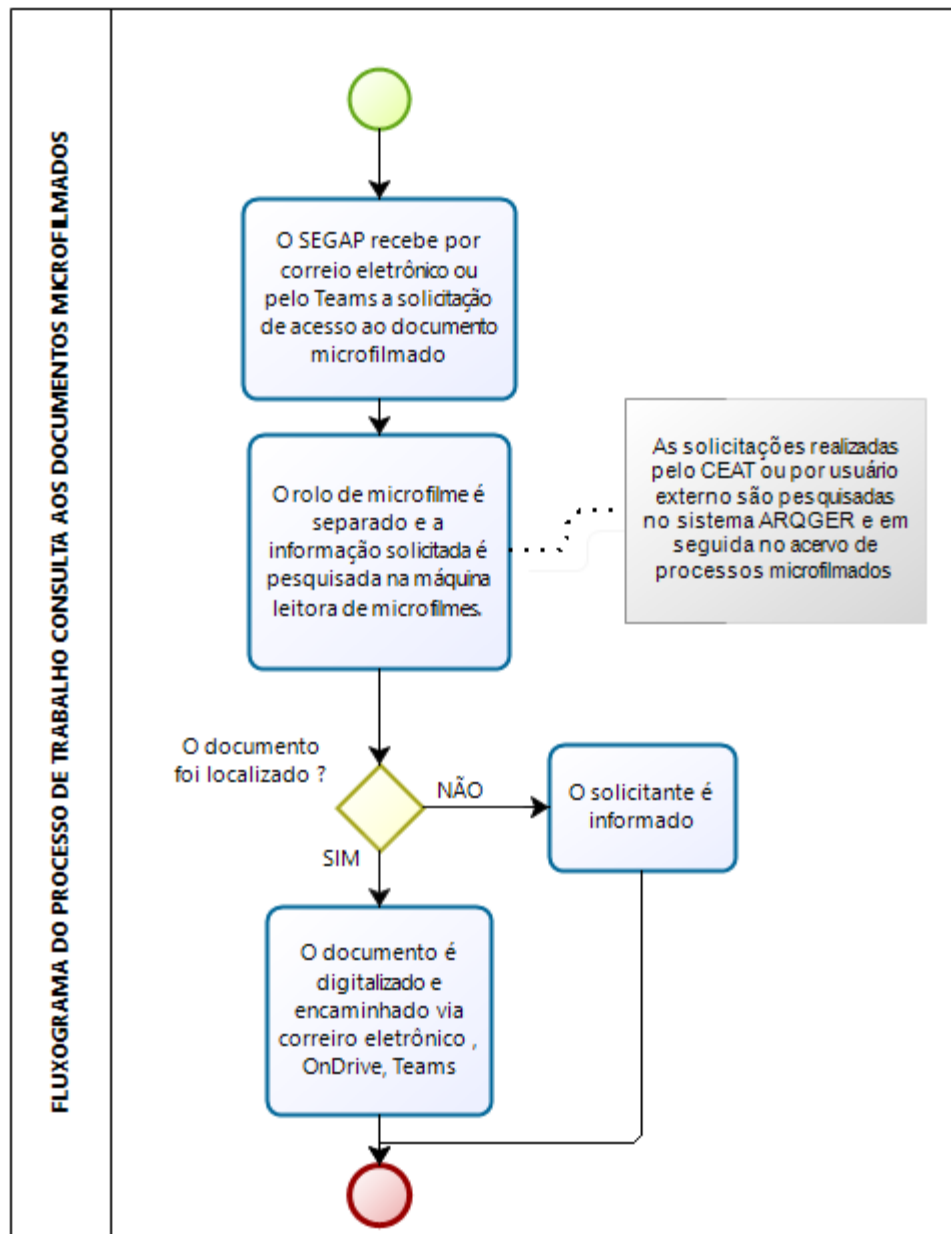 FLUXOGRAMA DO PROCESSO DE TRABALHO CONSULTA AOS DOCUMENTOS MICROFILMADOS
O SEGAP recebe por
correio eletrônico ou
pelo Teams a solicitação
de acesso ao documento
microfilmado
O rolo de microfilme é
separado e a
informação solicitada é
pesquisada na máquina
leitora de microfilmes.
As solicitações realizadas
pelo CEAT ou por usuário
externo são pesquisadas
no sistema ARQGER e em
seguida no acervo de
processos microfilmados
O documento
foi localizado ?
NÃO
O solicitante é
informado
SIM
O documento é
digitalizado e
encaminhado via
correiro eletrônico ,
OnDrive, Teams